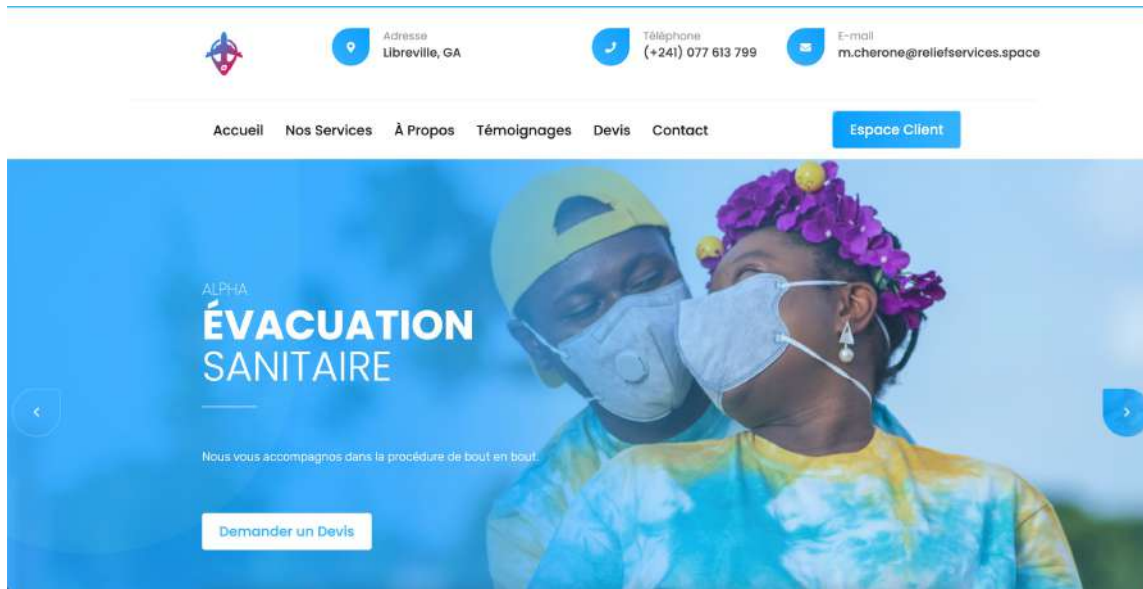 Adresse
Libreville, GA
Téléphone
(+241) 077 613 799
E-mail
m.cherone@reliefservices.space
Accueil Nos Services À Propos Témoignages Devis Contact Espace Client
ALPHA
ÉVACUATION
SANITAIRE
Nous vous accompagnos dans la procédure de bout en bout.
Demander un Devis